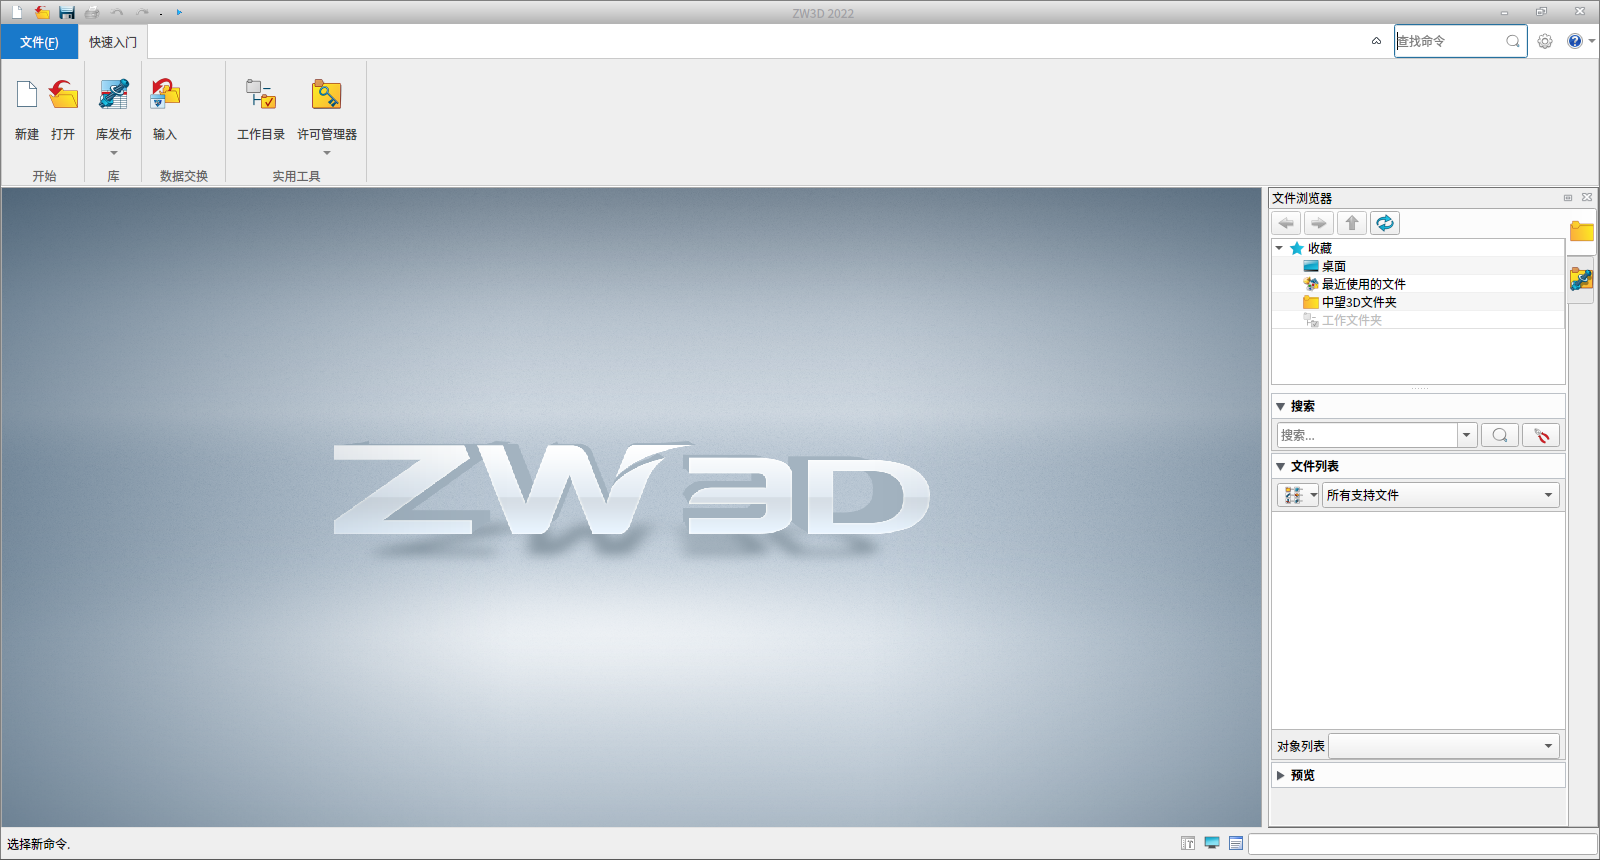 ZW3D 2022
文件(F)
快速入门
查找命令
新建
打开
库发布
输入
工作目录
许可管理器
开始
库
数据交换
实用工具
ZW3D
文件浏览器
收藏
桌面
最近使用的文件
中望3D文件夹
工作文件夹
搜索
搜索...
文件列表
所有支持文件
对象列表
预览
选择新命令.